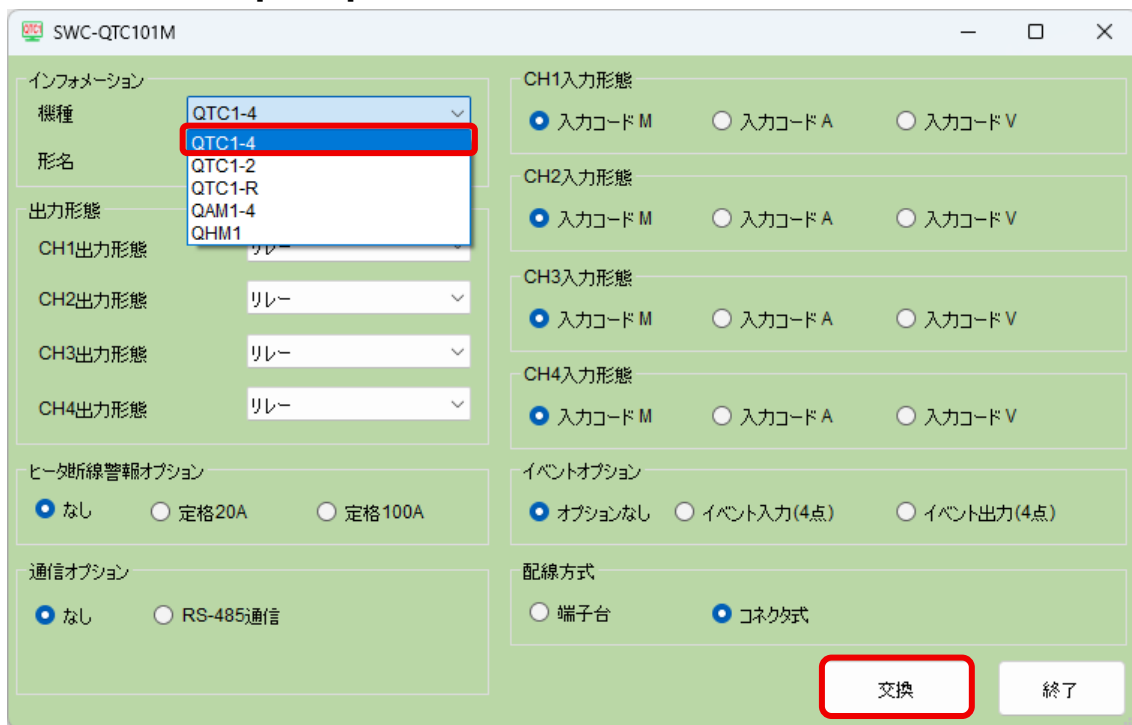 SWC-QTC101M
インフォメーション
機種
QTC1-4
QTC1-4
QTC1-2
QTC1-R
QAM1-4
QHM1
形名
出力形態
CH1出力形態
リレー
CH2出力形態
リレー
CH3出力形態
リレー
CH4出力形態
リレー
ヒータ断線警報オプション
なし 定格20A 定格100A
通信オプション
なし RS-485通信
CH1入力形態
入力コード M 入力コード A 入力コード V
CH2入力形態
入力コード M 入力コード A 入力コード V
CH3入力形態
入力コード M 入力コード A 入力コード V
CH4入力形態
入力コード M 入力コード A 入力コード V
イベントオプション
オプションなし イベント入力(4点) イベント出力(4点)
配線方式
端子台 コネクタ式
交換 終了